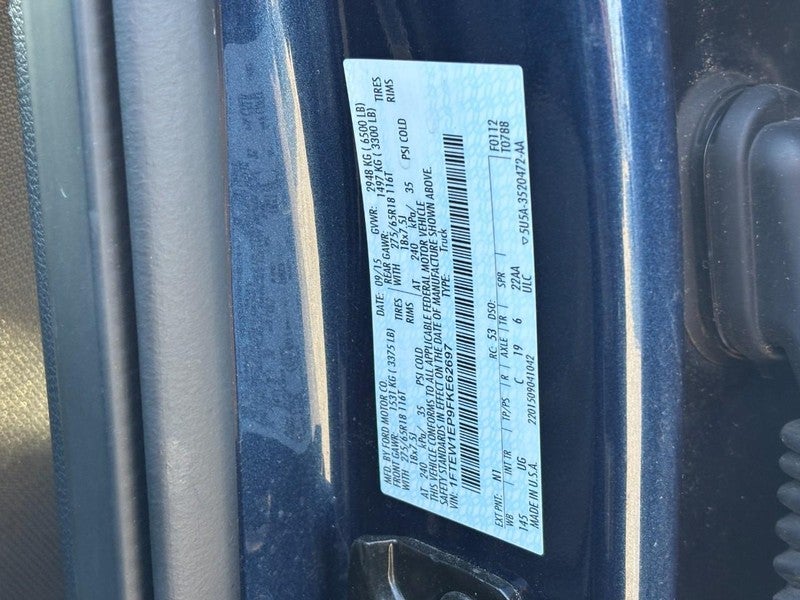 MFD. BY FORD MOTOR CO. DATE: 09/15 GVWR: 2948 KG ( 6500 LB)
FRONT GAWR: 1531 KG ( 3375 LB) REAR GAWR: 1497 KG ( 3300 LB)
WITH 275/65R18 116T TIRES WITH 275/65R18 116T TIRES
18x7.5J RIMS 18x7.5J RIMS
AT 240 kPa/ 35 PSI COLD AT 240 kPa/ 35 PSI COLD
THIS VEHICLE CONFORMS TO ALL APPLICABLE FEDERAL MOTOR VEHICLE
SAFETY STANDARDS IN EFFECT ON THE DATE OF MANUFACTURE SHOWN ABOVE.
VIN: 1FTEW1EP9FKE62697 TYPE: Truck
EXT PNT: N1 RC: 53 DSO: F0112
T0788
WB INT TR TP/PS R AXLE TR SPR
145 UG C 19 6 22AA
ULC ▽5U5A-3520472-AA
MADE IN U.S.A. 2201509041042